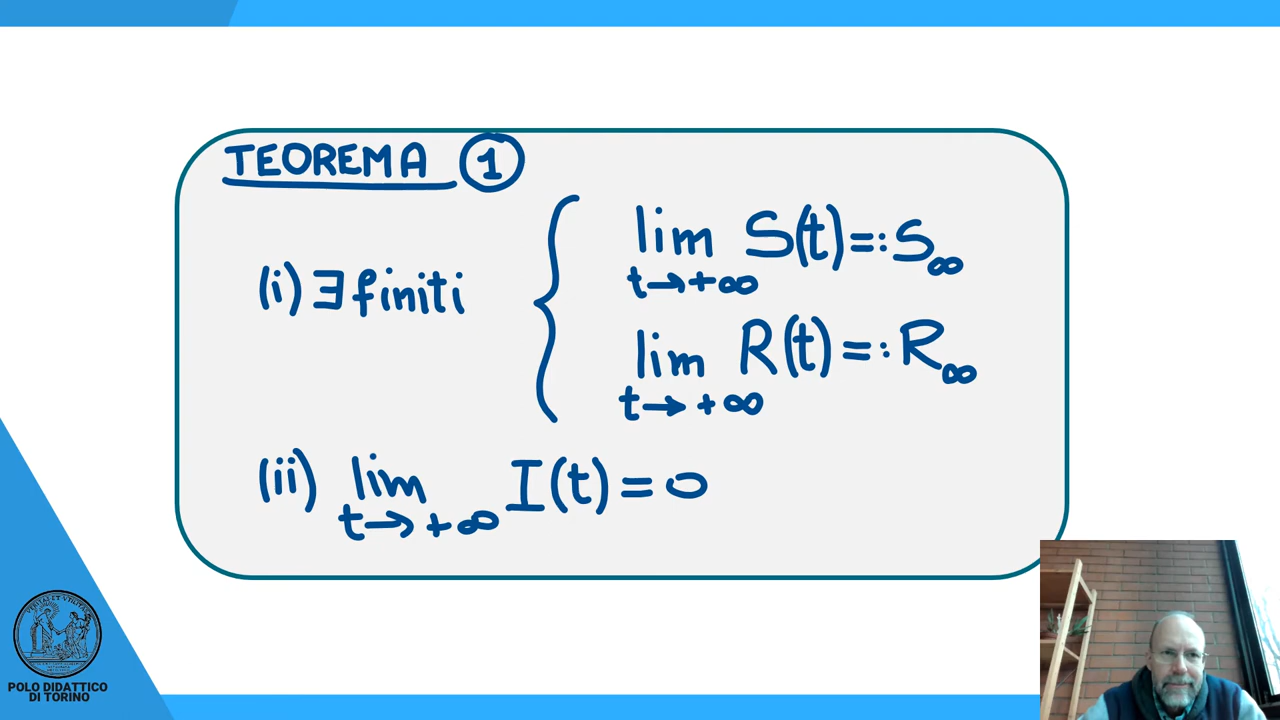 TEOREMA 1
(i) ∃ finiti
lim S(t)=:S∞
t→+∞
lim R(t)=:R∞
t→+∞
(ii) lim I(t)=0
t→+∞
POLO DIDATTICO
DI TORINO